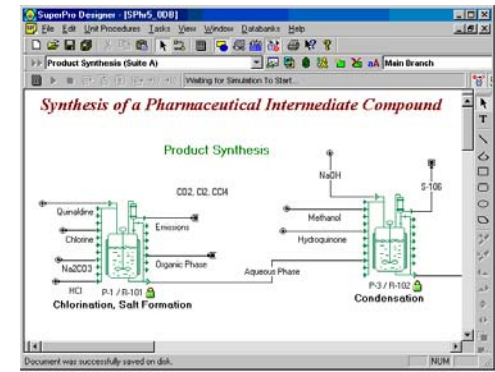 SuperPro Designer - [SPhr5_0DB]
File Edit Unit Procedures Tasks View Window Databanks Help
Product Synthesis (Suite A)
Main Branch
Waiting for Simulation To Start...
Synthesis of a Pharmaceutical Intermediate Compound
Product Synthesis
NaOH
S-106
CO2, Cl2, CCl4
Quinaldine
Emissions
Methanol
Chlorine
Hydroquinone
Na2CO3
Organic Phase
Aqueous Phase
HCl
P-1 / R-101
P-3 / R-102
Chlorination, Salt Formation
Condensation
Document was successfully saved on disk.
NUM